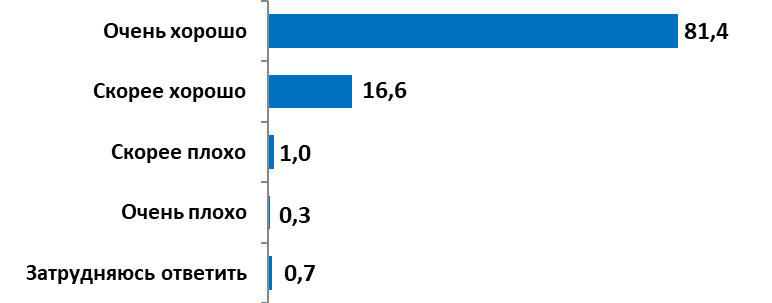 Очень хорошо 81,4
Скорее хорошо 16,6
Скорее плохо 1,0
Очень плохо 0,3
Затрудняюсь ответить 0,7